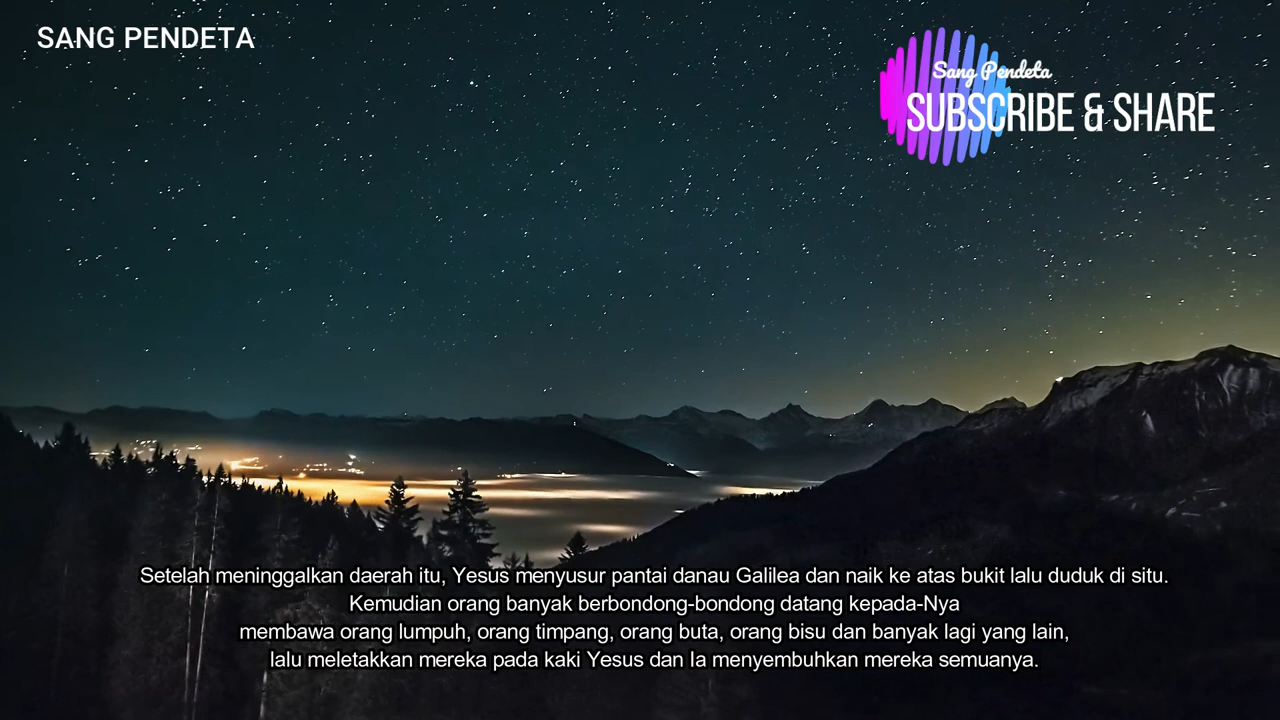 SANG PENDETA
Sang Pendeta
SUBSCRIBE & SHARE
Setelah meninggalkan daerah itu, Yesus menyusur pantai danau Galilea dan naik ke atas bukit lalu duduk di situ.
Kemudian orang banyak berbondong-bondong datang kepada-Nya
membawa orang lumpuh, orang timpang, orang buta, orang bisu dan banyak lagi yang lain,
lalu meletakkan mereka pada kaki Yesus dan Ia menyembuhkan mereka semuanya.